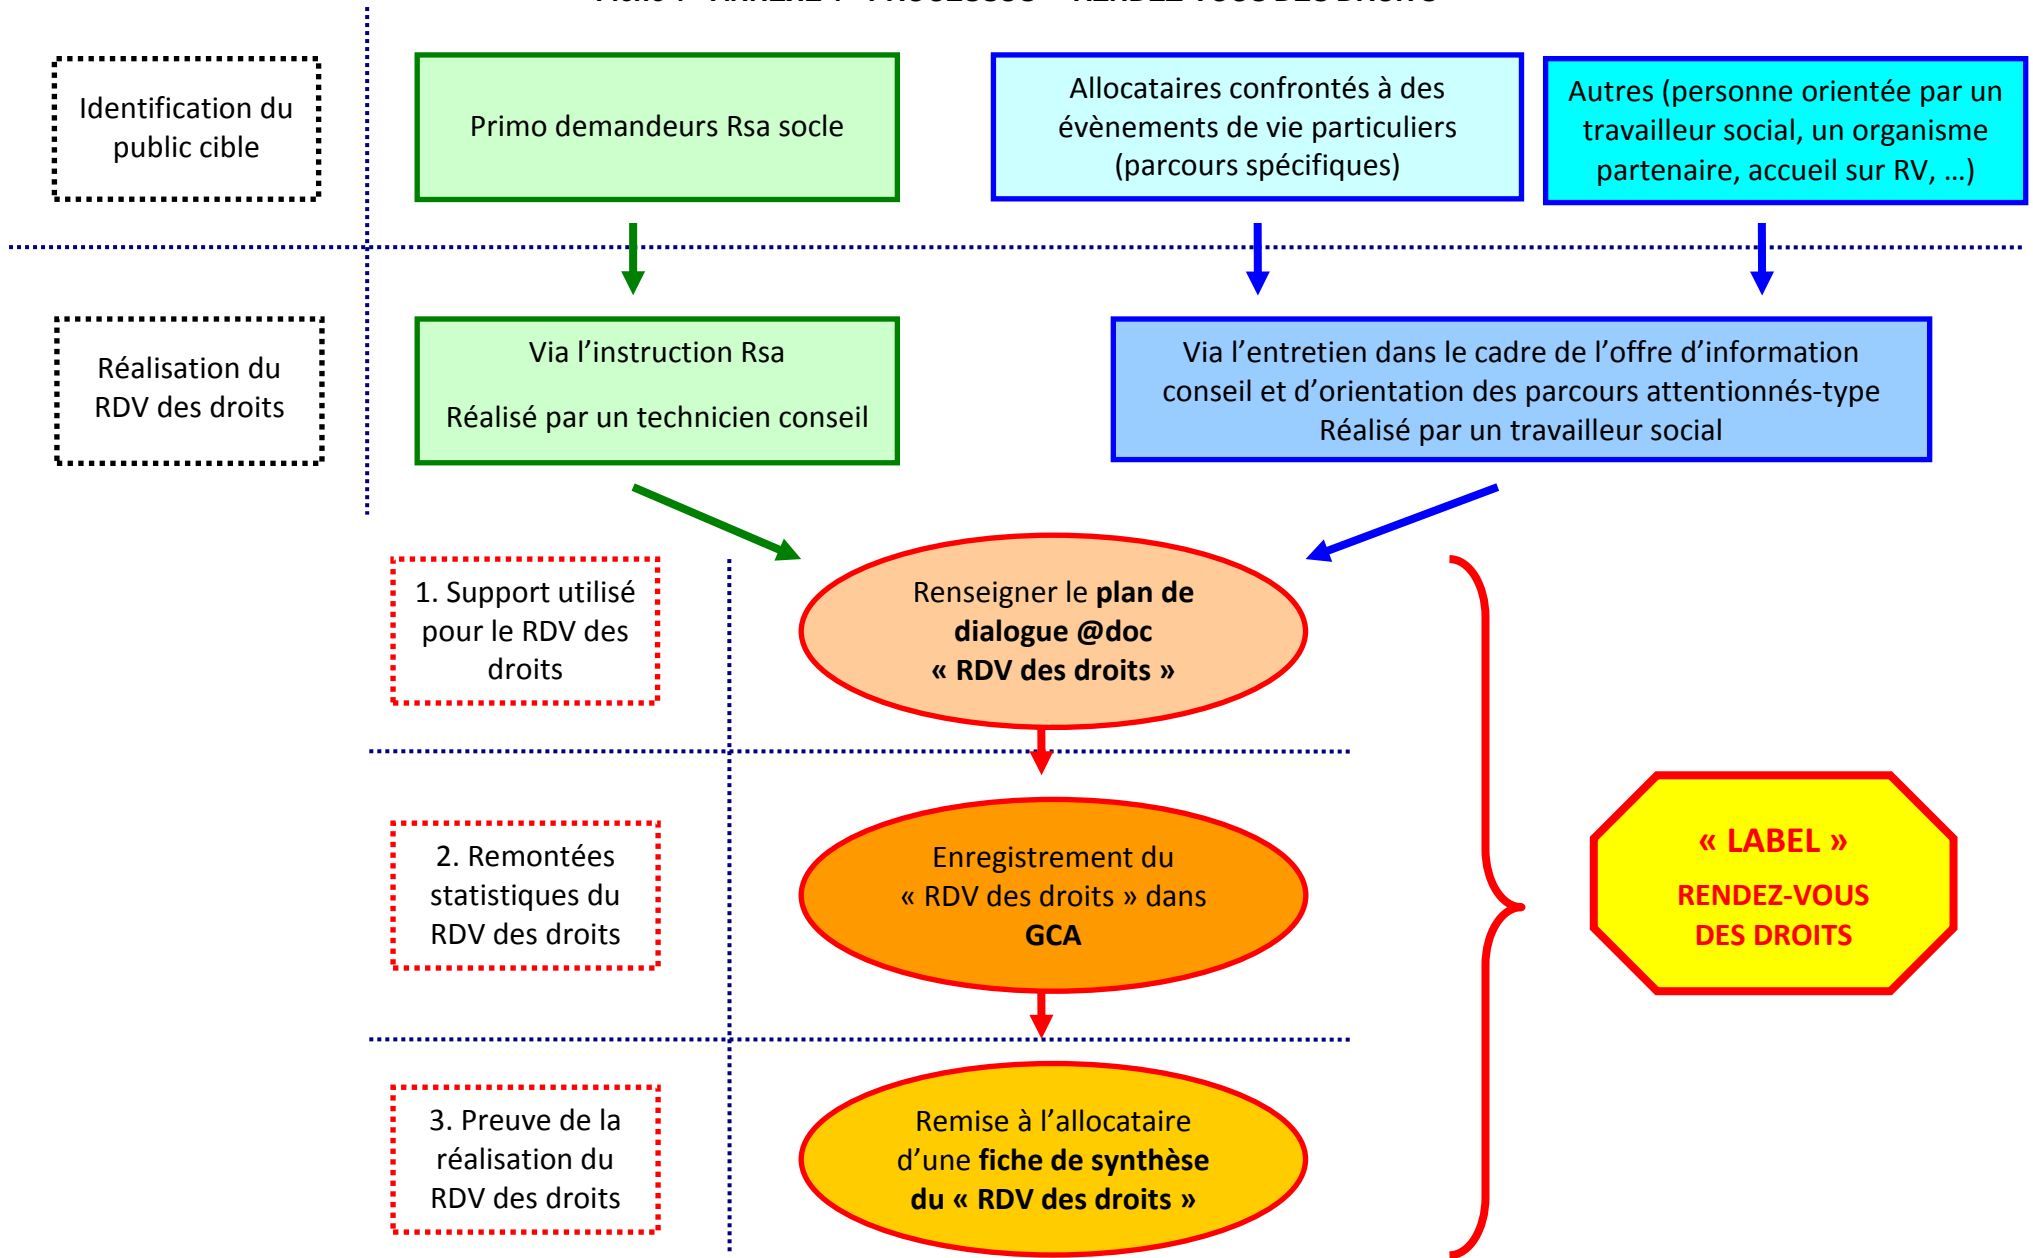 Identification du
public cible
Primo demandeurs Rsa socle
Allocataires confrontés à des
évènements de vie particuliers
(parcours spécifiques)
Autres (personne orientée par un
travailleur social, un organisme
partenaire, accueil sur RV, …)
Réalisation du
RDV des droits
Via l’instruction Rsa
Réalisé par un technicien conseil
Via l’entretien dans le cadre de l’offre d’information
conseil et d’orientation des parcours attentionnés-type
Réalisé par un travailleur social
1. Support utilisé
pour le RDV des
droits
Renseigner le plan de
dialogue @doc
« RDV des droits »
2. Remontées
statistiques du
RDV des droits
Enregistrement du
« RDV des droits » dans
GCA
« LABEL »
RENDEZ-VOUS
DES DROITS
3. Preuve de la
réalisation du
RDV des droits
Remise à l’allocataire
d’une fiche de synthèse
du « RDV des droits »